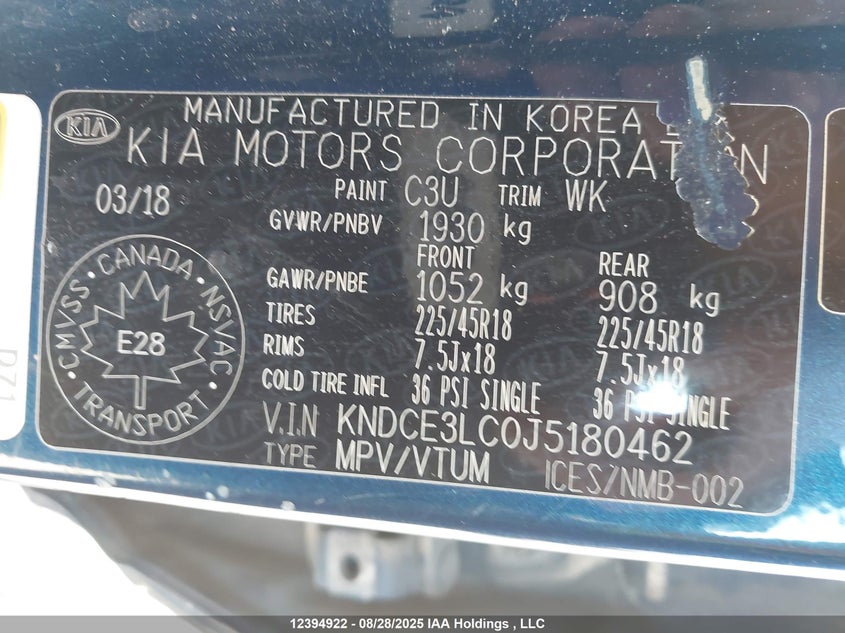 KIA
MANUFACTURED IN KOREA
KIA MOTORS CORPORATION
03/18
PAINT C3U TRIM WK
GVWR/PNBV 1930 kg
FRONT REAR
GAWR/PNBE 1052 kg 908 kg
TIRES 225/45R18 225/45R18
RIMS 7.5Jx18 7.5Jx18
COLD TIRE INFL 36 PSI SINGLE 36 PSI SINGLE
V.I.N KNDCE3LC0J5180462
TYPE MPV/VTUM ICES/NMB-002
CMVSS • CANADA • NSVAC • TRANSPORT •
E28
12394922 - 08/28/2025 IAA Holdings , LLC